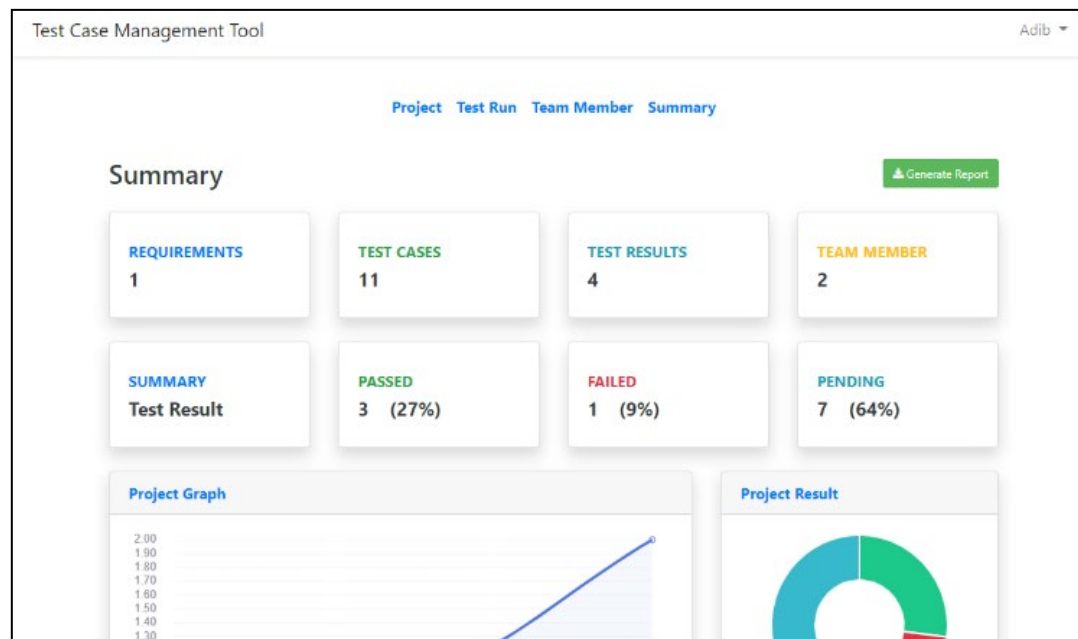 Test Case Management Tool
Adib
Project Test Run Team Member Summary
Summary
Generate Report
REQUIREMENTS
1
TEST CASES
11
TEST RESULTS
4
TEAM MEMBER
2
SUMMARY
Test Result
PASSED
3 (27%)
FAILED
1 (9%)
PENDING
7 (64%)
Project Graph
2.00
1.90
1.80
1.70
1.60
1.50
1.40
1.30
Project Result